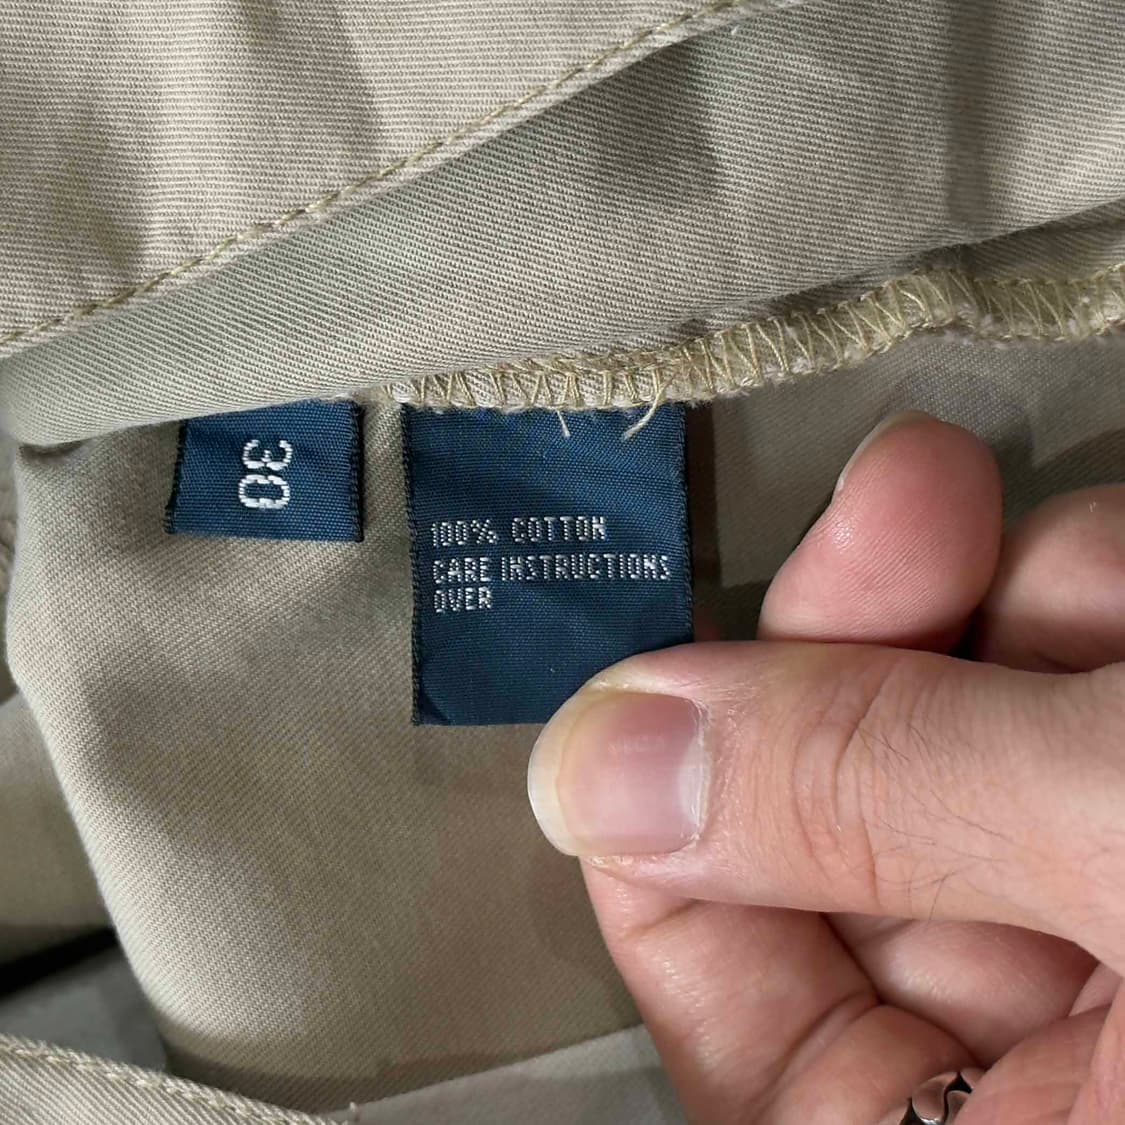 30
100% COTTON
CARE INSTRUCTIONS
OVER